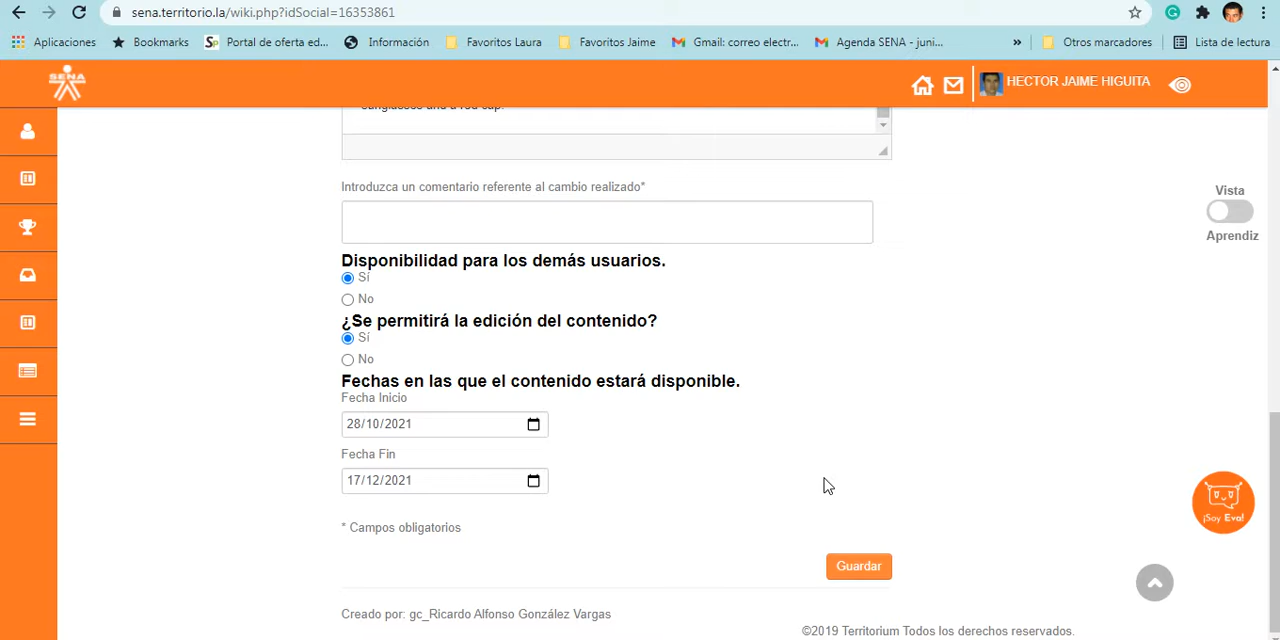 sena.territorio.la/wiki.php?idSocial=16353861
Aplicaciones Bookmarks Portal de oferta ed... Información Favoritos Laura Favoritos Jaime Gmail: correo electr... Agenda SENA - juni... » Otros marcadores Lista de lectura
SENA HECTOR JAIME HIGUITA
Introduzca un comentario referente al cambio realizado*
Vista
Aprendiz
Disponibilidad para los demás usuarios.
Sí
No
¿Se permitirá la edición del contenido?
Sí
No
Fechas en las que el contenido estará disponible.
Fecha Inicio
28/10/2021
Fecha Fin
17/12/2021
¡Soy Eva!
* Campos obligatorios
Guardar
Creado por: gc_Ricardo Alfonso González Vargas
©2019 Territorium Todos los derechos reservados.